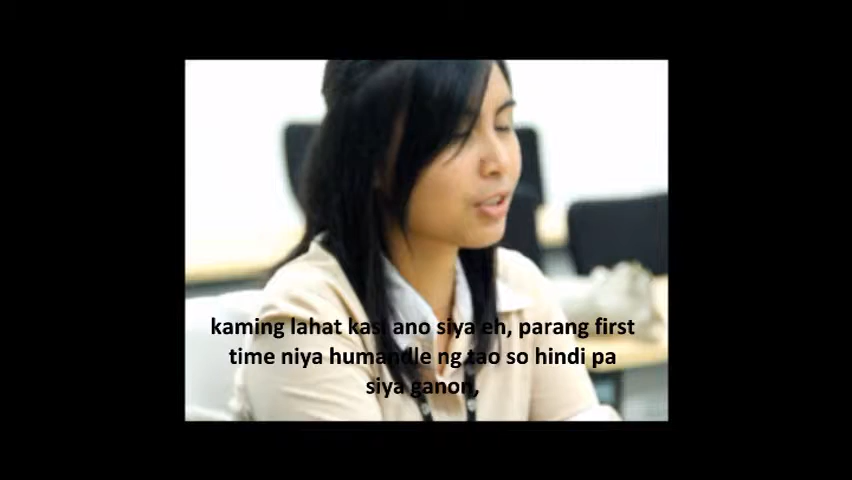 kaming lahat kasi ano siya eh, parang first
time niya humandle ng tao so hindi pa
siya ganon,